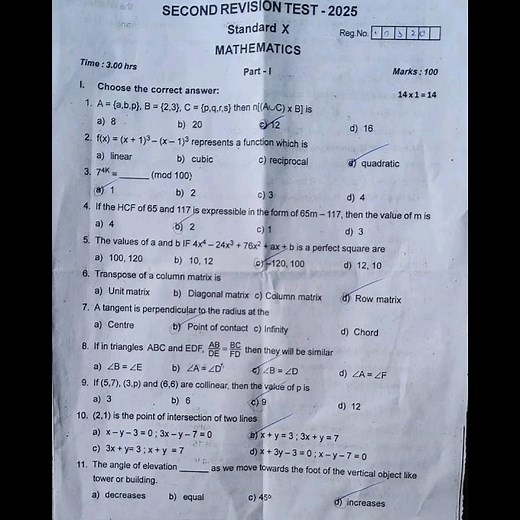 SECOND REVISION TEST - 2025
Standard X
Reg.No.
MATHEMATICS
Time : 3.00 hrs
Part - I
Marks : 100
I. Choose the correct answer:
14 x 1 = 14
1. A = {a,b,p}, B = {2,3}, C = {p,q,r,s} then n[(A∪C) x B] is
a) 8 b) 20 c) 12 d) 16
2. f(x) = (x + 1)³ – (x – 1)³ represents a function which is
a) linear b) cubic c) reciprocal d) quadratic
3. 7⁴ᴷ = ______ (mod 100)
a) 1 b) 2 c) 3 d) 4
4. If the HCF of 65 and 117 is expressible in the form of 65m – 117, then the value of m is
a) 4 b) 2 c) 1 d) 3
5. The values of a and b IF 4x⁴ – 24x³ + 76x² + ax + b is a perfect square are
a) 100, 120 b) 10, 12 c) –120, 100 d) 12, 10
6. Transpose of a column matrix is
a) Unit matrix b) Diagonal matrix c) Column matrix d) Row matrix
7. A tangent is perpendicular to the radius at the
a) Centre b) Point of contact c) Infinity d) Chord
8. If in triangles ABC and EDF, AB/DE = BC/FD then they will be similar
a) ∠B = ∠E b) ∠A = ∠D c) ∠B = ∠D d) ∠A = ∠F
9. If (5,7), (3,p) and (6,6) are collinear, then the value of p is
a) 3 b) 6 c) 9 d) 12
10. (2,1) is the point of intersection of two lines
a) x – y – 3 = 0 ; 3x – y – 7 = 0 b) x + y = 3 ; 3x + y = 7
c) 3x + y = 3 ; x + y = 7 d) x + 3y – 3 = 0 ; x – y – 7 = 0
11. The angle of elevation ______ as we move towards the foot of the vertical object like
tower or building.
a) decreases b) equal c) 45° d) increases